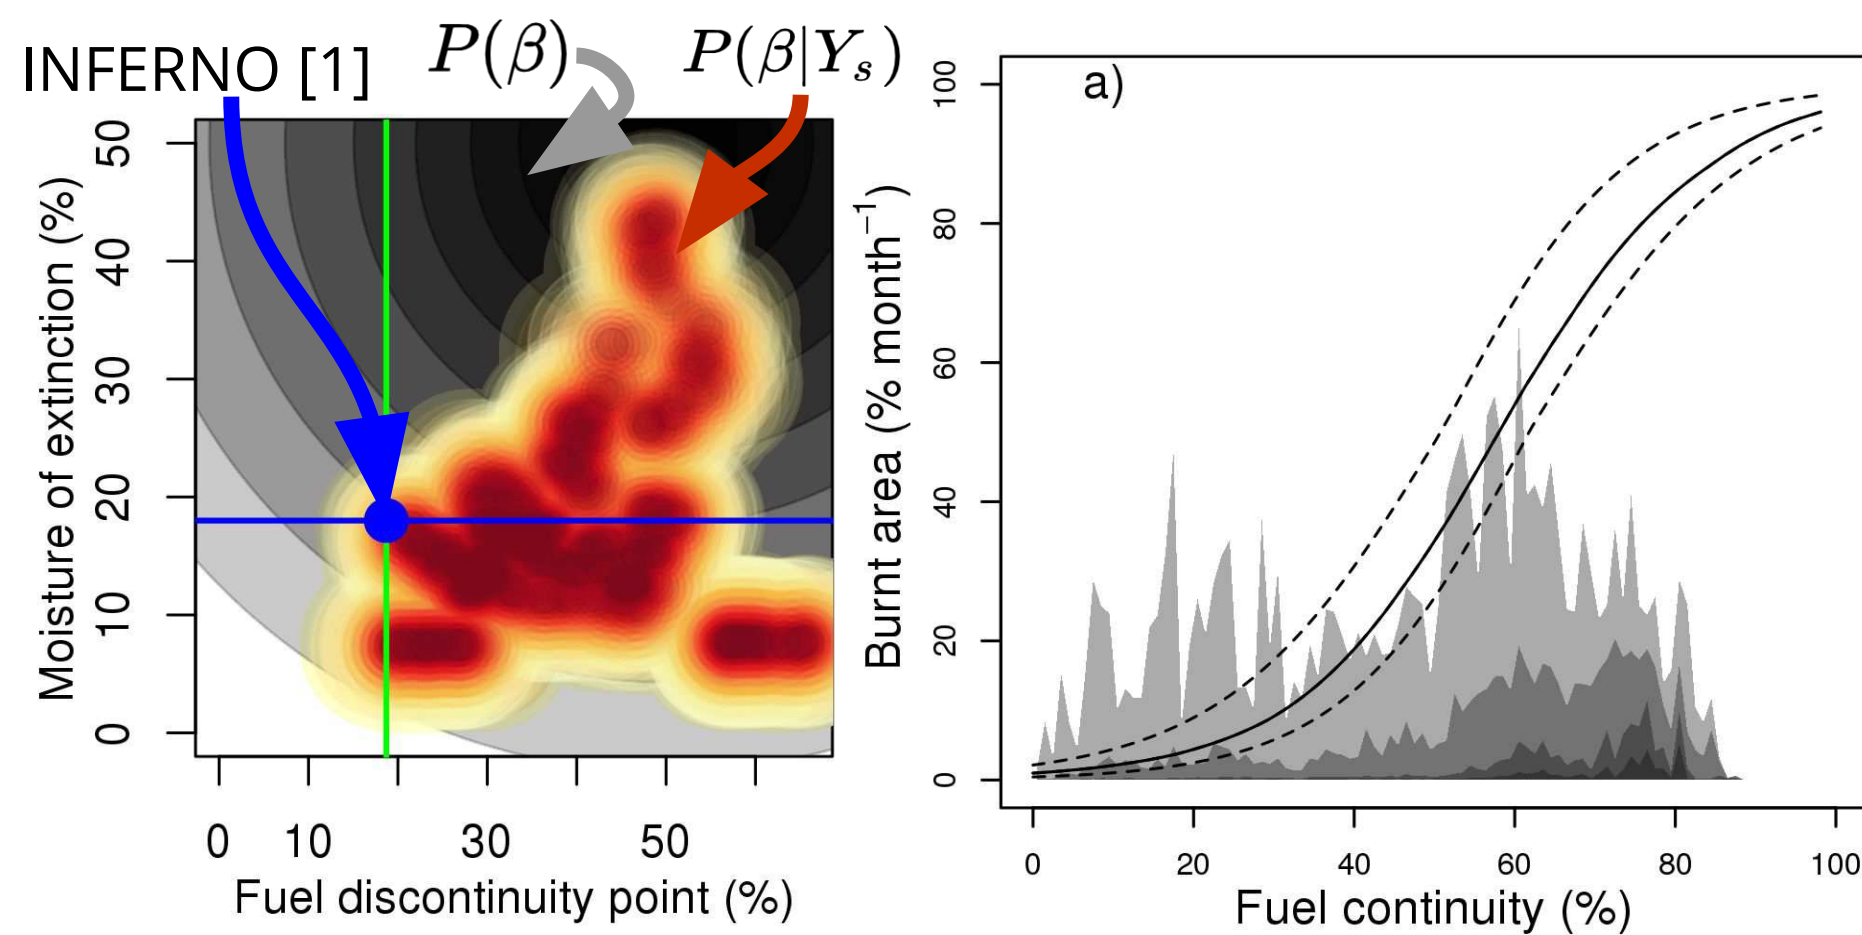 INFERNO [1]
P(β)
P(β|Yₛ)
Moisture of extinction (%)
50
40
30
20
10
0
0 10 30 50
Fuel discontinuity point (%)
a)
Burnt area (% month⁻¹)
100
80
60
40
20
0
0 20 40 60 80 100
Fuel continuity (%)